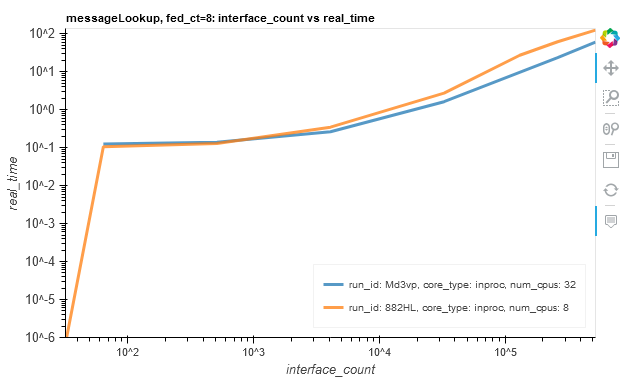 messageLookup, fed_ct=8: interface_count vs real_time
10^2
10^1
10^0
10^-1
10^-2
10^-3
10^-4
10^-5
10^-6
real_time
run_id: Md3vp, core_type: inproc, num_cpus: 32
run_id: 882HL, core_type: inproc, num_cpus: 8
10^2
10^3
10^4
10^5
interface_count